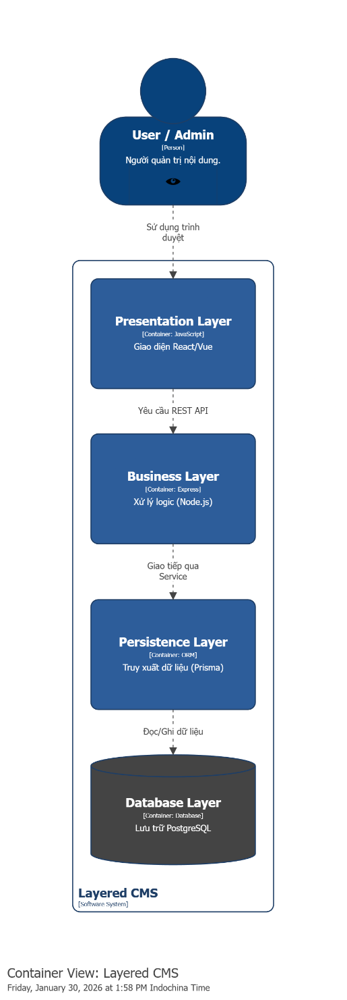 User / Admin
[Person]
Người quản trị nội dung.
Sử dụng trình
duyệt
Presentation Layer
[Container: JavaScript]
Giao diện React/Vue
Yêu cầu REST API
Business Layer
[Container: Express]
Xử lý logic (Node.js)
Giao tiếp qua
Service
Persistence Layer
[Container: ORM]
Truy xuất dữ liệu (Prisma)
Đọc/Ghi dữ liệu
Database Layer
[Container: Database]
Lưu trữ PostgreSQL
Layered CMS
[Software System]
Container View: Layered CMS
Friday, January 30, 2026 at 1:58 PM Indochina Time